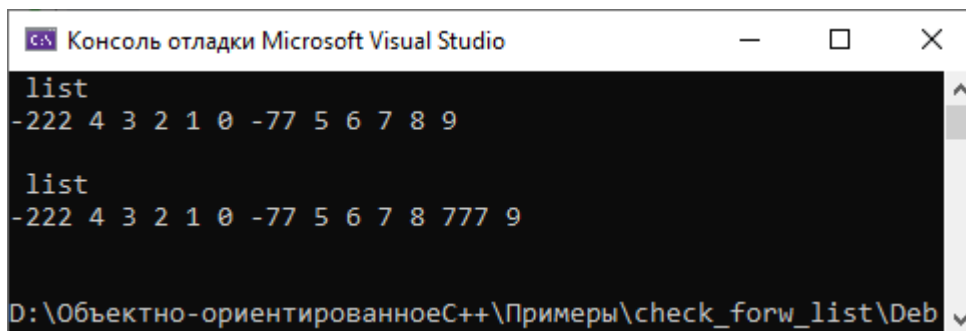 Консоль отладки Microsoft Visual Studio
list
-222 4 3 2 1 0 -77 5 6 7 8 9
list
-222 4 3 2 1 0 -77 5 6 7 8 777 9
D:\Объектно-ориентированноеC++\Примеры\check_forw_list\Deb